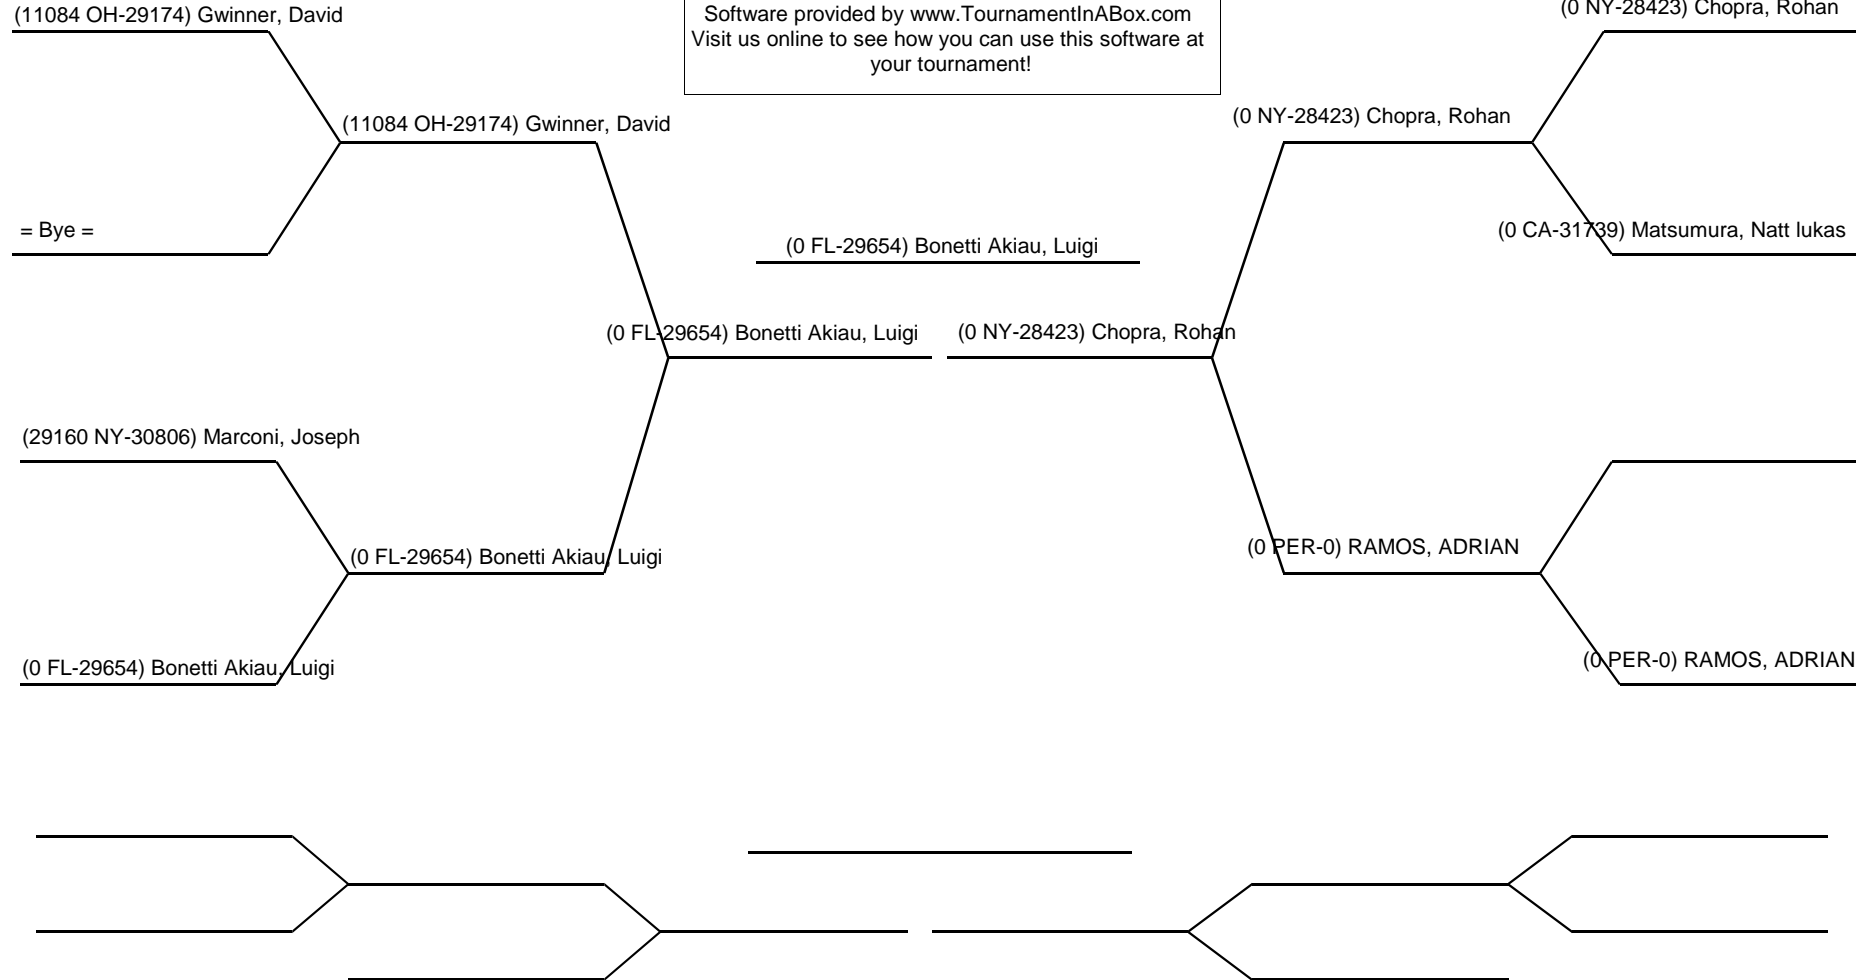 (11084 OH-29174) Gwinner, David
Software provided by www.TournamentInABox.com
Visit us online to see how you can use this software at
your tournament!
(0 NY-28423) Chopra, Rohan
(11084 OH-29174) Gwinner, David
(0 NY-28423) Chopra, Rohan
= Bye =
(0 FL-29654) Bonetti Akiau, Luigi
(0 CA-31739) Matsumura, Natt lukas
(0 FL-29654) Bonetti Akiau, Luigi
(0 NY-28423) Chopra, Rohan
(29160 NY-30806) Marconi, Joseph
(0 FL-29654) Bonetti Akiau, Luigi
(0 PER-0) RAMOS, ADRIAN
(0 FL-29654) Bonetti Akiau, Luigi
(0 PER-0) RAMOS, ADRIAN